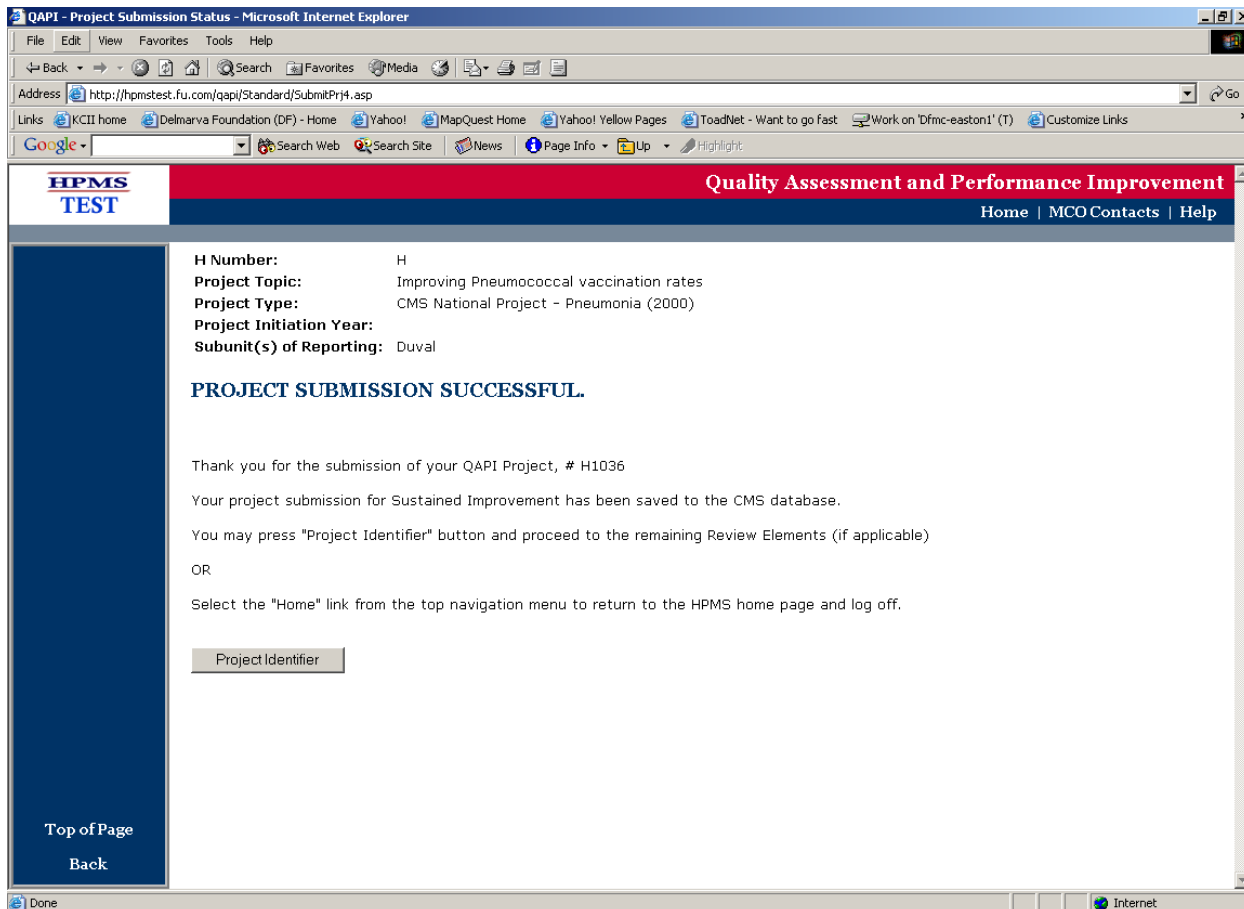 QAPI - Project Submission Status - Microsoft Internet Explorer
File Edit View Favorites Tools Help
Back Search Favorites Media
Address http://hpmstest.fu.com/qapi/Standard/SubmitPrj4.asp Go
Links KCII home Delmarva Foundation (DF) - Home Yahoo! MapQuest Home Yahoo! Yellow Pages ToadNet - Want to go fast Work on 'Dfmc-easton1' (T) Customize Links
Google Search Web Search Site News Page Info Up Highlight
HPMS
TEST
Quality Assessment and Performance Improvement
Home | MCO Contacts | Help
H Number: H
Project Topic: Improving Pneumococcal vaccination rates
Project Type: CMS National Project - Pneumonia (2000)
Project Initiation Year:
Subunit(s) of Reporting: Duval
PROJECT SUBMISSION SUCCESSFUL.
Thank you for the submission of your QAPI Project, # H1036
Your project submission for Sustained Improvement has been saved to the CMS database.
You may press "Project Identifier" button and proceed to the remaining Review Elements (if applicable)
OR
Select the "Home" link from the top navigation menu to return to the HPMS home page and log off.
Project Identifier
Top of Page
Back
Done Internet